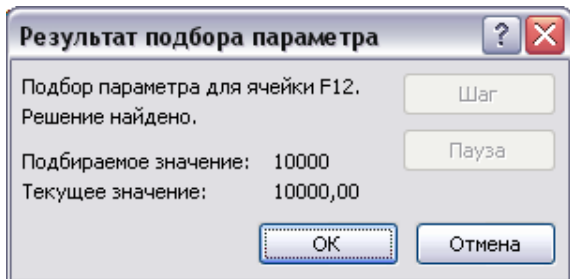 Результат подбора параметра
Подбор параметра для ячейки F12.
Решение найдено.
Шаг
Подбираемое значение: 10000
Пауза
Текущее значение: 10000,00
ОК
Отмена